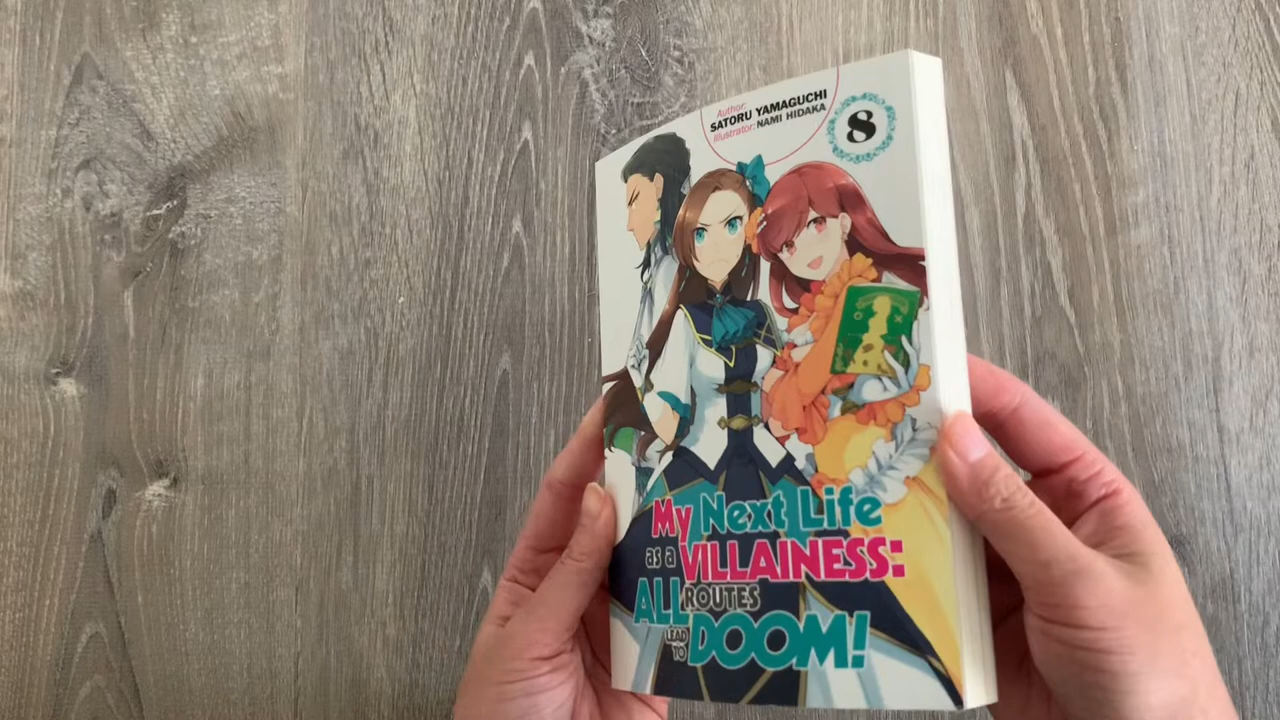 Author:
SATORU YAMAGUCHI
Illustrator: NAMI HIDAKA
8
My Next Life
as a VILLAINESS:
ALL ROUTES
LEAD
TO
DOOM!